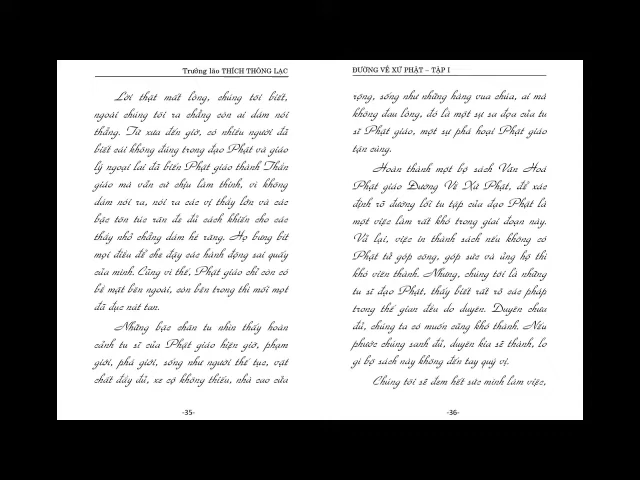 Trưởng lão THÍCH THÔNG LẠC
Lời thật mất lòng, chúng tôi biết,
ngoài chúng tôi ra chẳng còn ai dám nói
thẳng. Từ xưa đến giờ, có nhiều người đã
biết cái không đúng trong đạo Phật và giáo
lý ngoại lai đã biến Phật giáo thành Thần
giáo mà vẫn cứ chịu làm thinh, vì không
dám nói ra, nói ra các vị thầy lớn và các
bậc tôn túc răn đe đủ cách khiến cho các
thầy nhỏ chẳng dám hé răng. Họ bưng bít
mọi điều để che đậy các hành động sai quấy
của mình. Cũng vì thế, Phật giáo chỉ còn có
bề mặt bên ngoài, còn bên trong thì mối mọt
đã đục nát tan.
Những bậc chân tu nhìn thấy hoàn
cảnh tu sĩ của Phật giáo hiện giờ, phạm
giới, phá giới, sống như người thế tục, vật
chất đầy đủ, xe cộ không thiếu, nhà cao cửa
-35-
ĐƯỜNG VỀ XỨ PHẬT – TẬP I
rộng, sống như những hàng vua chúa, ai mà
không đau lòng, đó là một sự sa đọa của tu
sĩ Phật giáo, một sự phá hoại Phật giáo
tận cùng.
Hoàn thành một bộ sách Văn Hoá
Phật giáo Đường Về Xứ Phật, để xác
định rõ đường lối tu tập của đạo Phật là
một việc làm rất khó trong giai đoạn này.
Vả lại, việc in thành sách nếu không có
Phật tử góp công, góp sức và ủng hộ thì
khó viên thành. Nhưng, chúng tôi là những
tu sĩ đạo Phật, thấy biết rất rõ các pháp
trong thế gian đều do duyên. Duyên chưa
đủ, chúng ta có muốn cũng khó thành. Nếu
phước chúng sanh đủ, duyên kia sẽ thành, lo
gì bộ sách này không đến tay quý vị.
Chúng tôi sẽ đem hết sức mình làm việc,
-36-